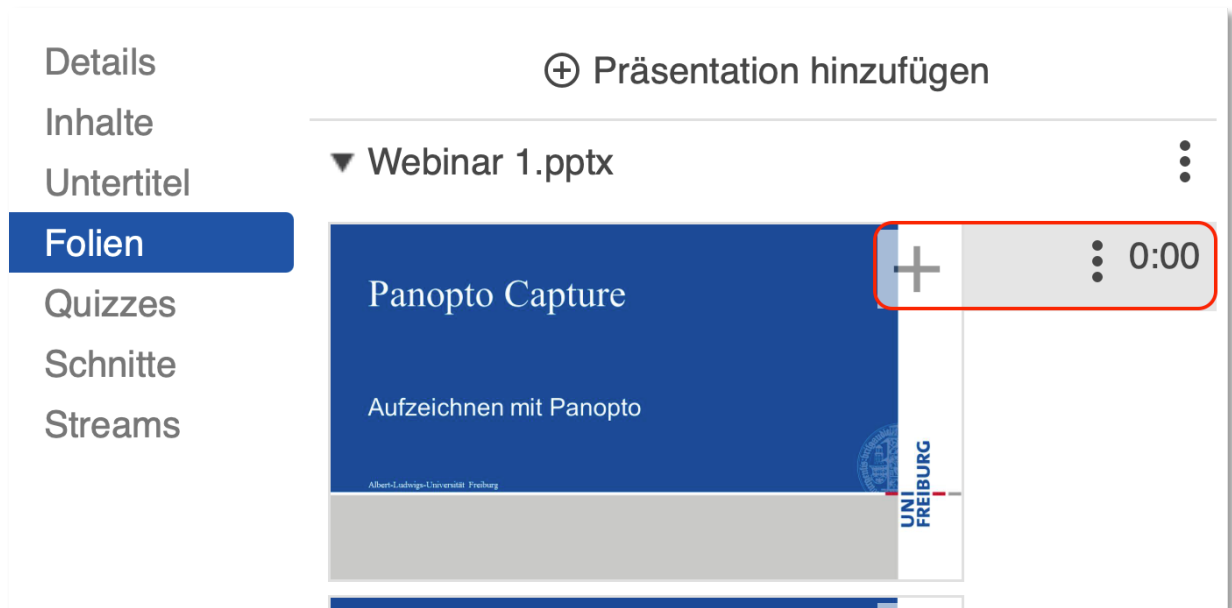 Details
Inhalte
Untertitel
Folien
Quizzes
Schnitte
Streams
Präsentation hinzufügen
Webinar 1.pptx
0:00
Panopto Capture
Aufzeichnen mit Panopto
Albert-Ludwigs-Universität Freiburg
UNI
FREIBURG